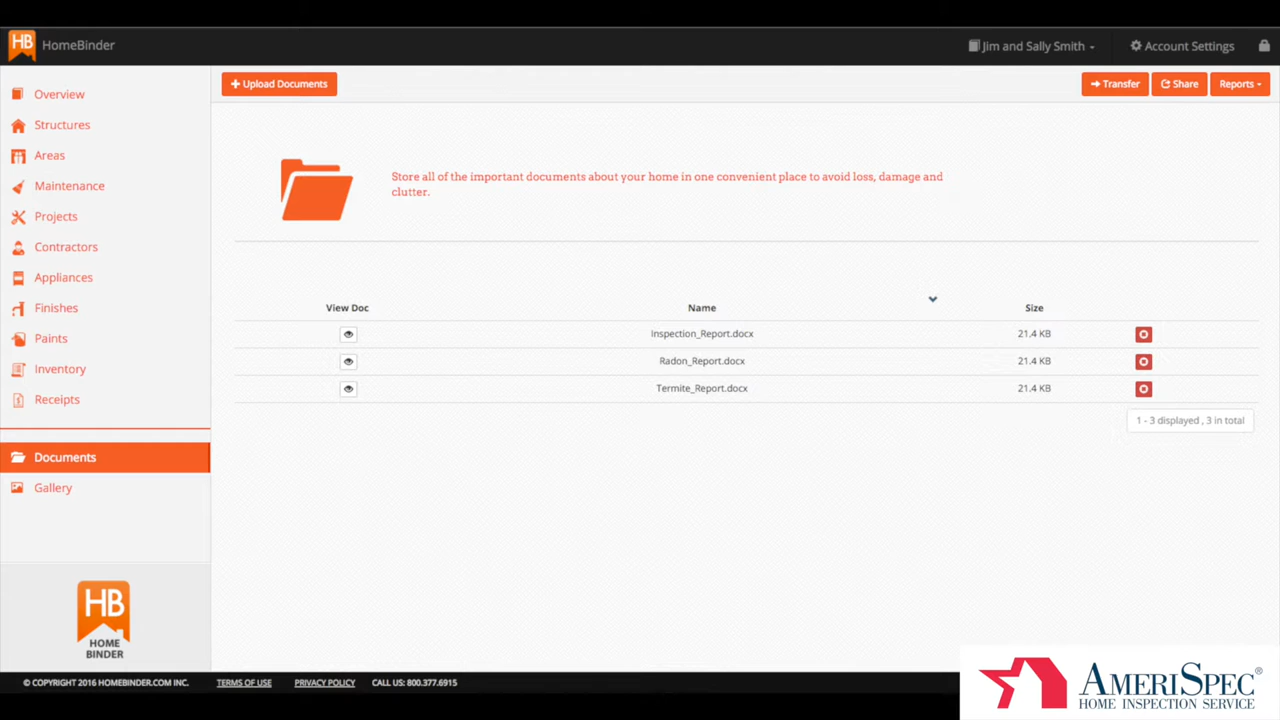 HB HomeBinder
Jim and Sally Smith
Account Settings
Overview
Structures
Areas
Maintenance
Projects
Contractors
Appliances
Finishes
Paints
Inventory
Receipts
Documents
Gallery
HB
HOME
BINDER
+ Upload Documents
Transfer
Share
Reports
Store all of the important documents about your home in one convenient place to avoid loss, damage and
clutter.
View Doc Name Size
Inspection_Report.docx 21.4 KB
Radon_Report.docx 21.4 KB
Termite_Report.docx 21.4 KB
1 - 3 displayed , 3 in total
© COPYRIGHT 2016 HOMEBINDER.COM INC. TERMS OF USE PRIVACY POLICY CALL US: 800.377.6915
AMERISPEC®
HOME INSPECTION SERVICE